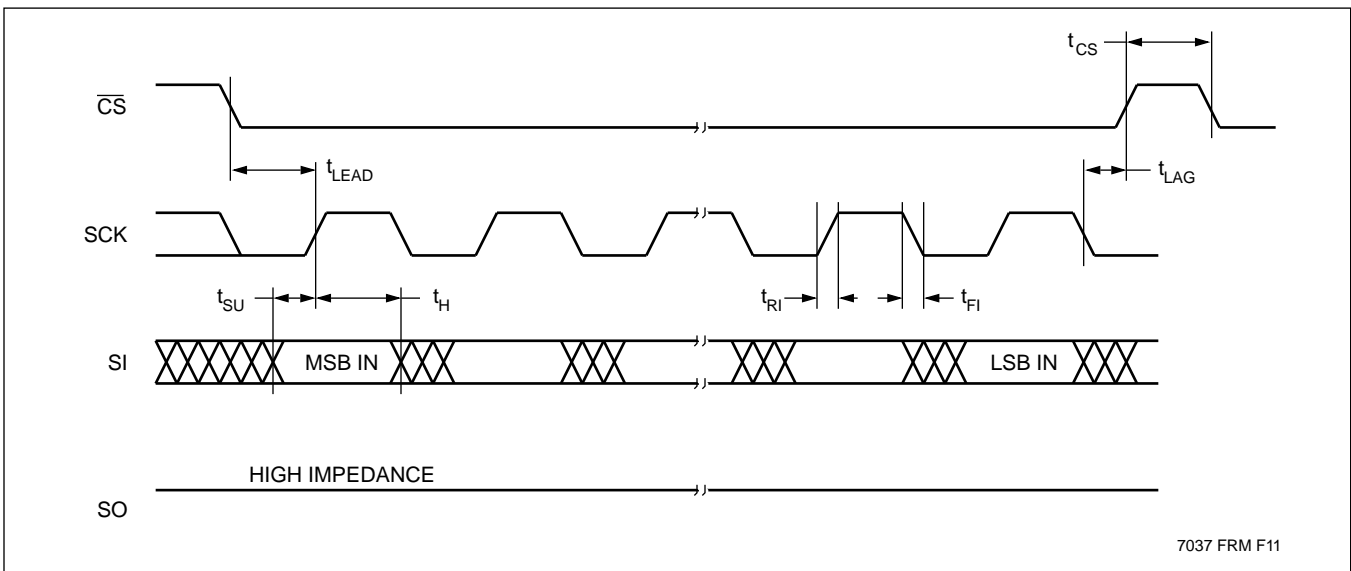 tCS
CS
tLEAD
tLAG
SCK
tSU
tH
tRI
tFI
SI
MSB IN
LSB IN
HIGH IMPEDANCE
SO
7037 FRM F11